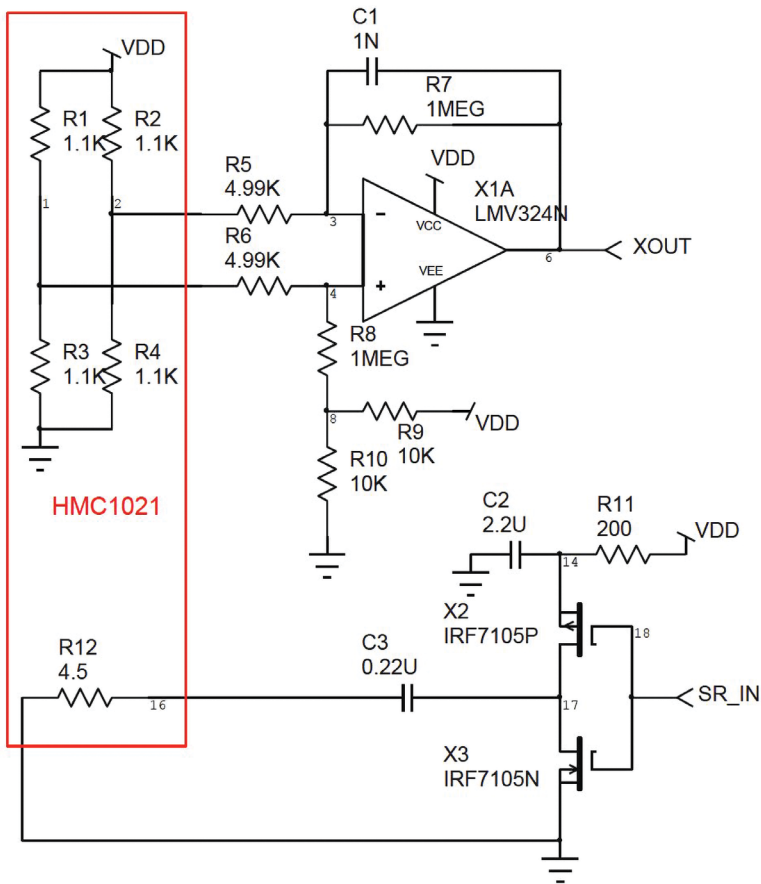 C1
1N
VDD
R7
1MEG
R1
1.1K
R2
1.1K
R5
4.99K
VDD
X1A
LMV324N
1
2
3
-
VCC
R6
4.99K
6
XOUT
VEE
4
+
R3
1.1K
R4
1.1K
R8
1MEG
8
VDD
R9
10K
R10
10K
HMC1021
C2
2.2U
R11
200
VDD
14
X2
IRF7105P
18
R12
4.5
C3
0.22U
16
17
SR_IN
X3
IRF7105N